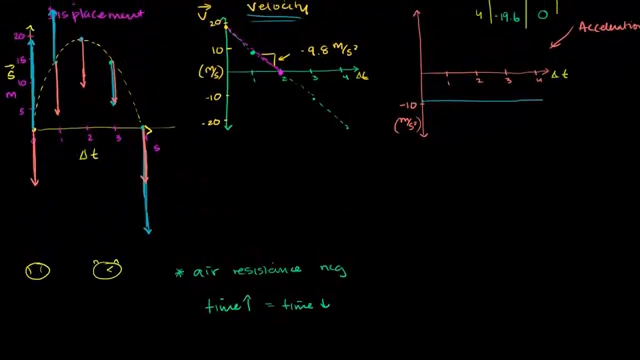 Displacement
20
15
10
5
S
m
0
1
2
3
4
s
Δt
V
velocity
20
10
(m/s)
-10
-20
1
2
3
4
Δt
-9.8 m/s²
4 | -19.6 | 0
Acceleration
1
2
3
4
Δt
-10
(m/s²)
* air resistance neg
time↑ = time↓